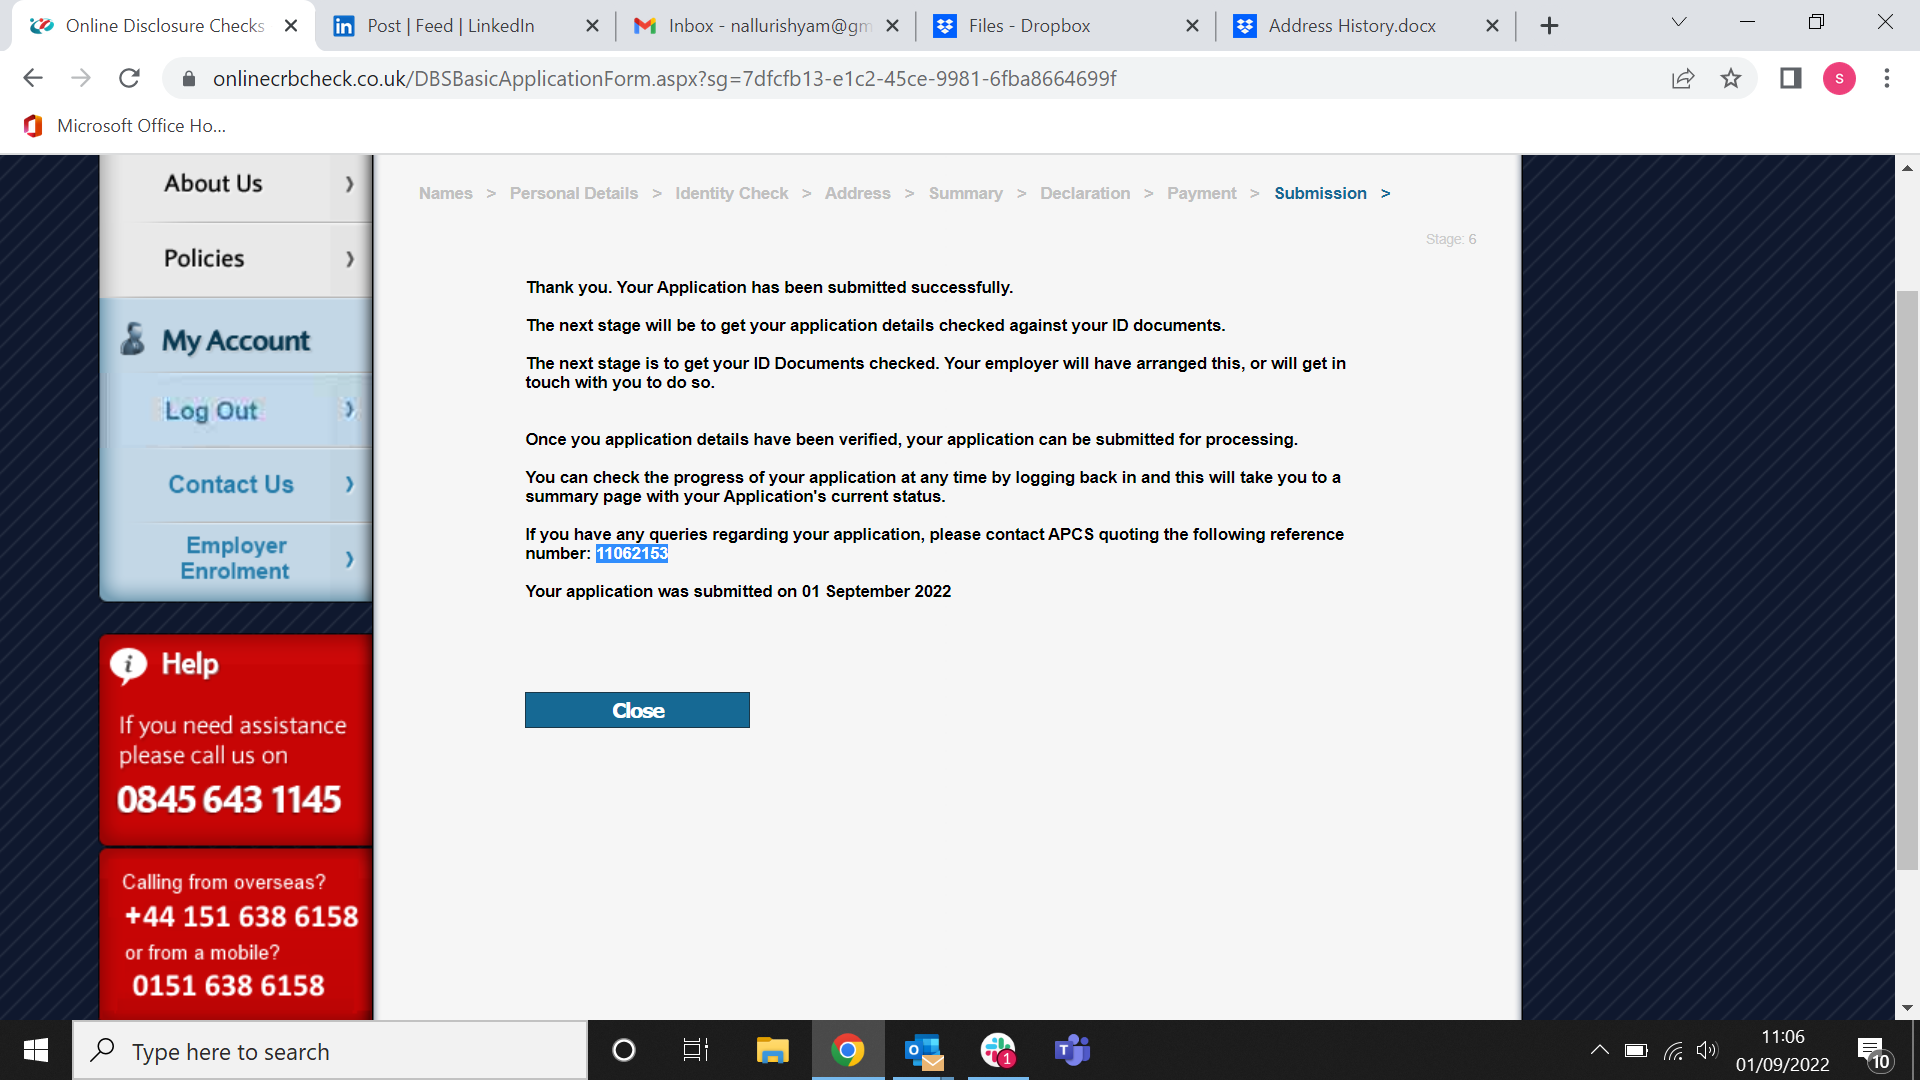 Online Disclosure Checks
Post | Feed | LinkedIn
Inbox - nallurishyam@gm
Files - Dropbox
Address History.docx
onlinecrbcheck.co.uk/DBSBasicApplicationForm.aspx?sg=7dfcfb13-e1c2-45ce-9981-6fba8664699f
S
Microsoft Office Ho...
About Us
Policies
My Account
Log Out
Contact Us
Employer
Enrolment
Help
If you need assistance
please call us on
0845 643 1145
Calling from overseas?
+44 151 638 6158
or from a mobile?
0151 638 6158
Names > Personal Details > Identity Check > Address > Summary > Declaration > Payment > Submission >
Stage: 6
Thank you. Your Application has been submitted successfully.
The next stage will be to get your application details checked against your ID documents.
The next stage is to get your ID Documents checked. Your employer will have arranged this, or will get in
touch with you to do so.
Once you application details have been verified, your application can be submitted for processing.
You can check the progress of your application at any time by logging back in and this will take you to a
summary page with your Application's current status.
If you have any queries regarding your application, please contact APCS quoting the following reference
number: 11062153
Your application was submitted on 01 September 2022
Close
Type here to search
1
11:06
01/09/2022
10